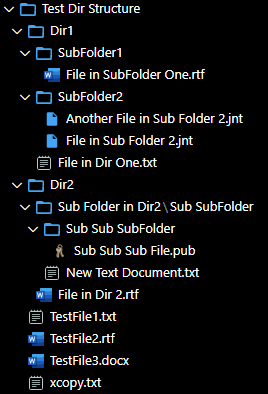 Test Dir Structure
Dir1
SubFolder1
File in SubFolder One.rtf
SubFolder2
Another File in Sub Folder 2.jnt
File in Sub Folder 2.jnt
File in Dir One.txt
Dir2
Sub Folder in Dir2\Sub SubFolder
Sub Sub SubFolder
Sub Sub Sub File.pub
New Text Document.txt
File in Dir 2.rtf
TestFile1.txt
TestFile2.rtf
TestFile3.docx
xcopy.txt